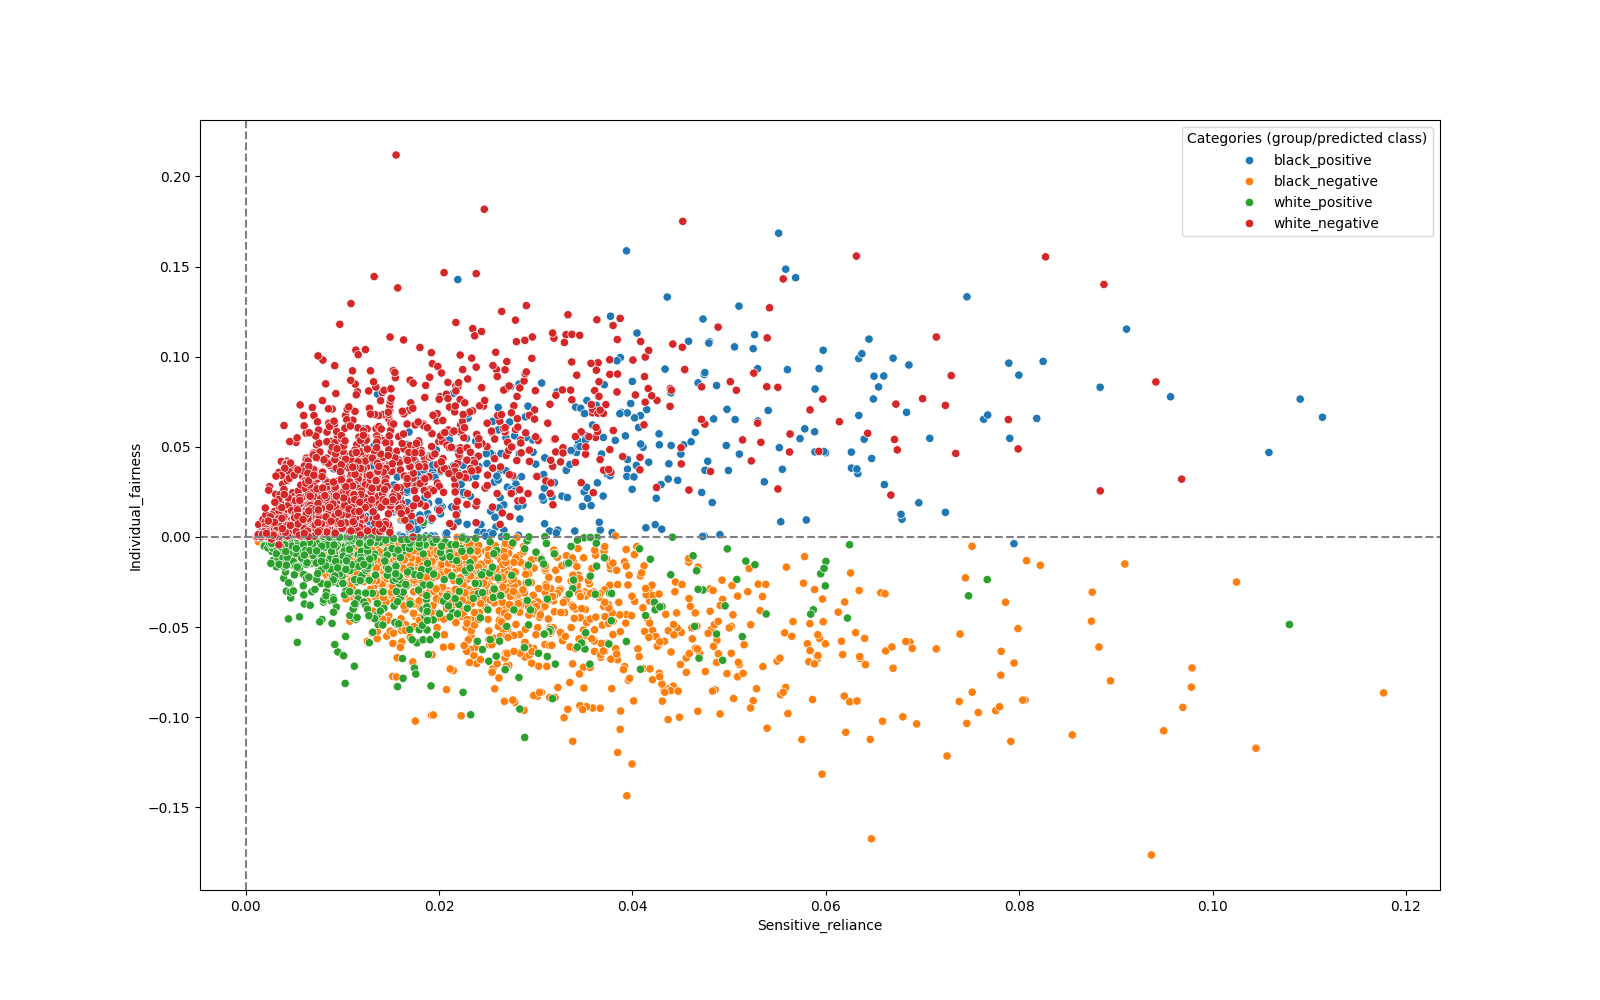 Categories (group/predicted class)
black_positive
black_negative
white_positive
white_negative
0.20
0.15
0.10
0.05
0.00
−0.05
−0.10
−0.15
Individual_fairness
0.00
0.02
0.04
0.06
0.08
0.10
0.12
Sensitive_reliance